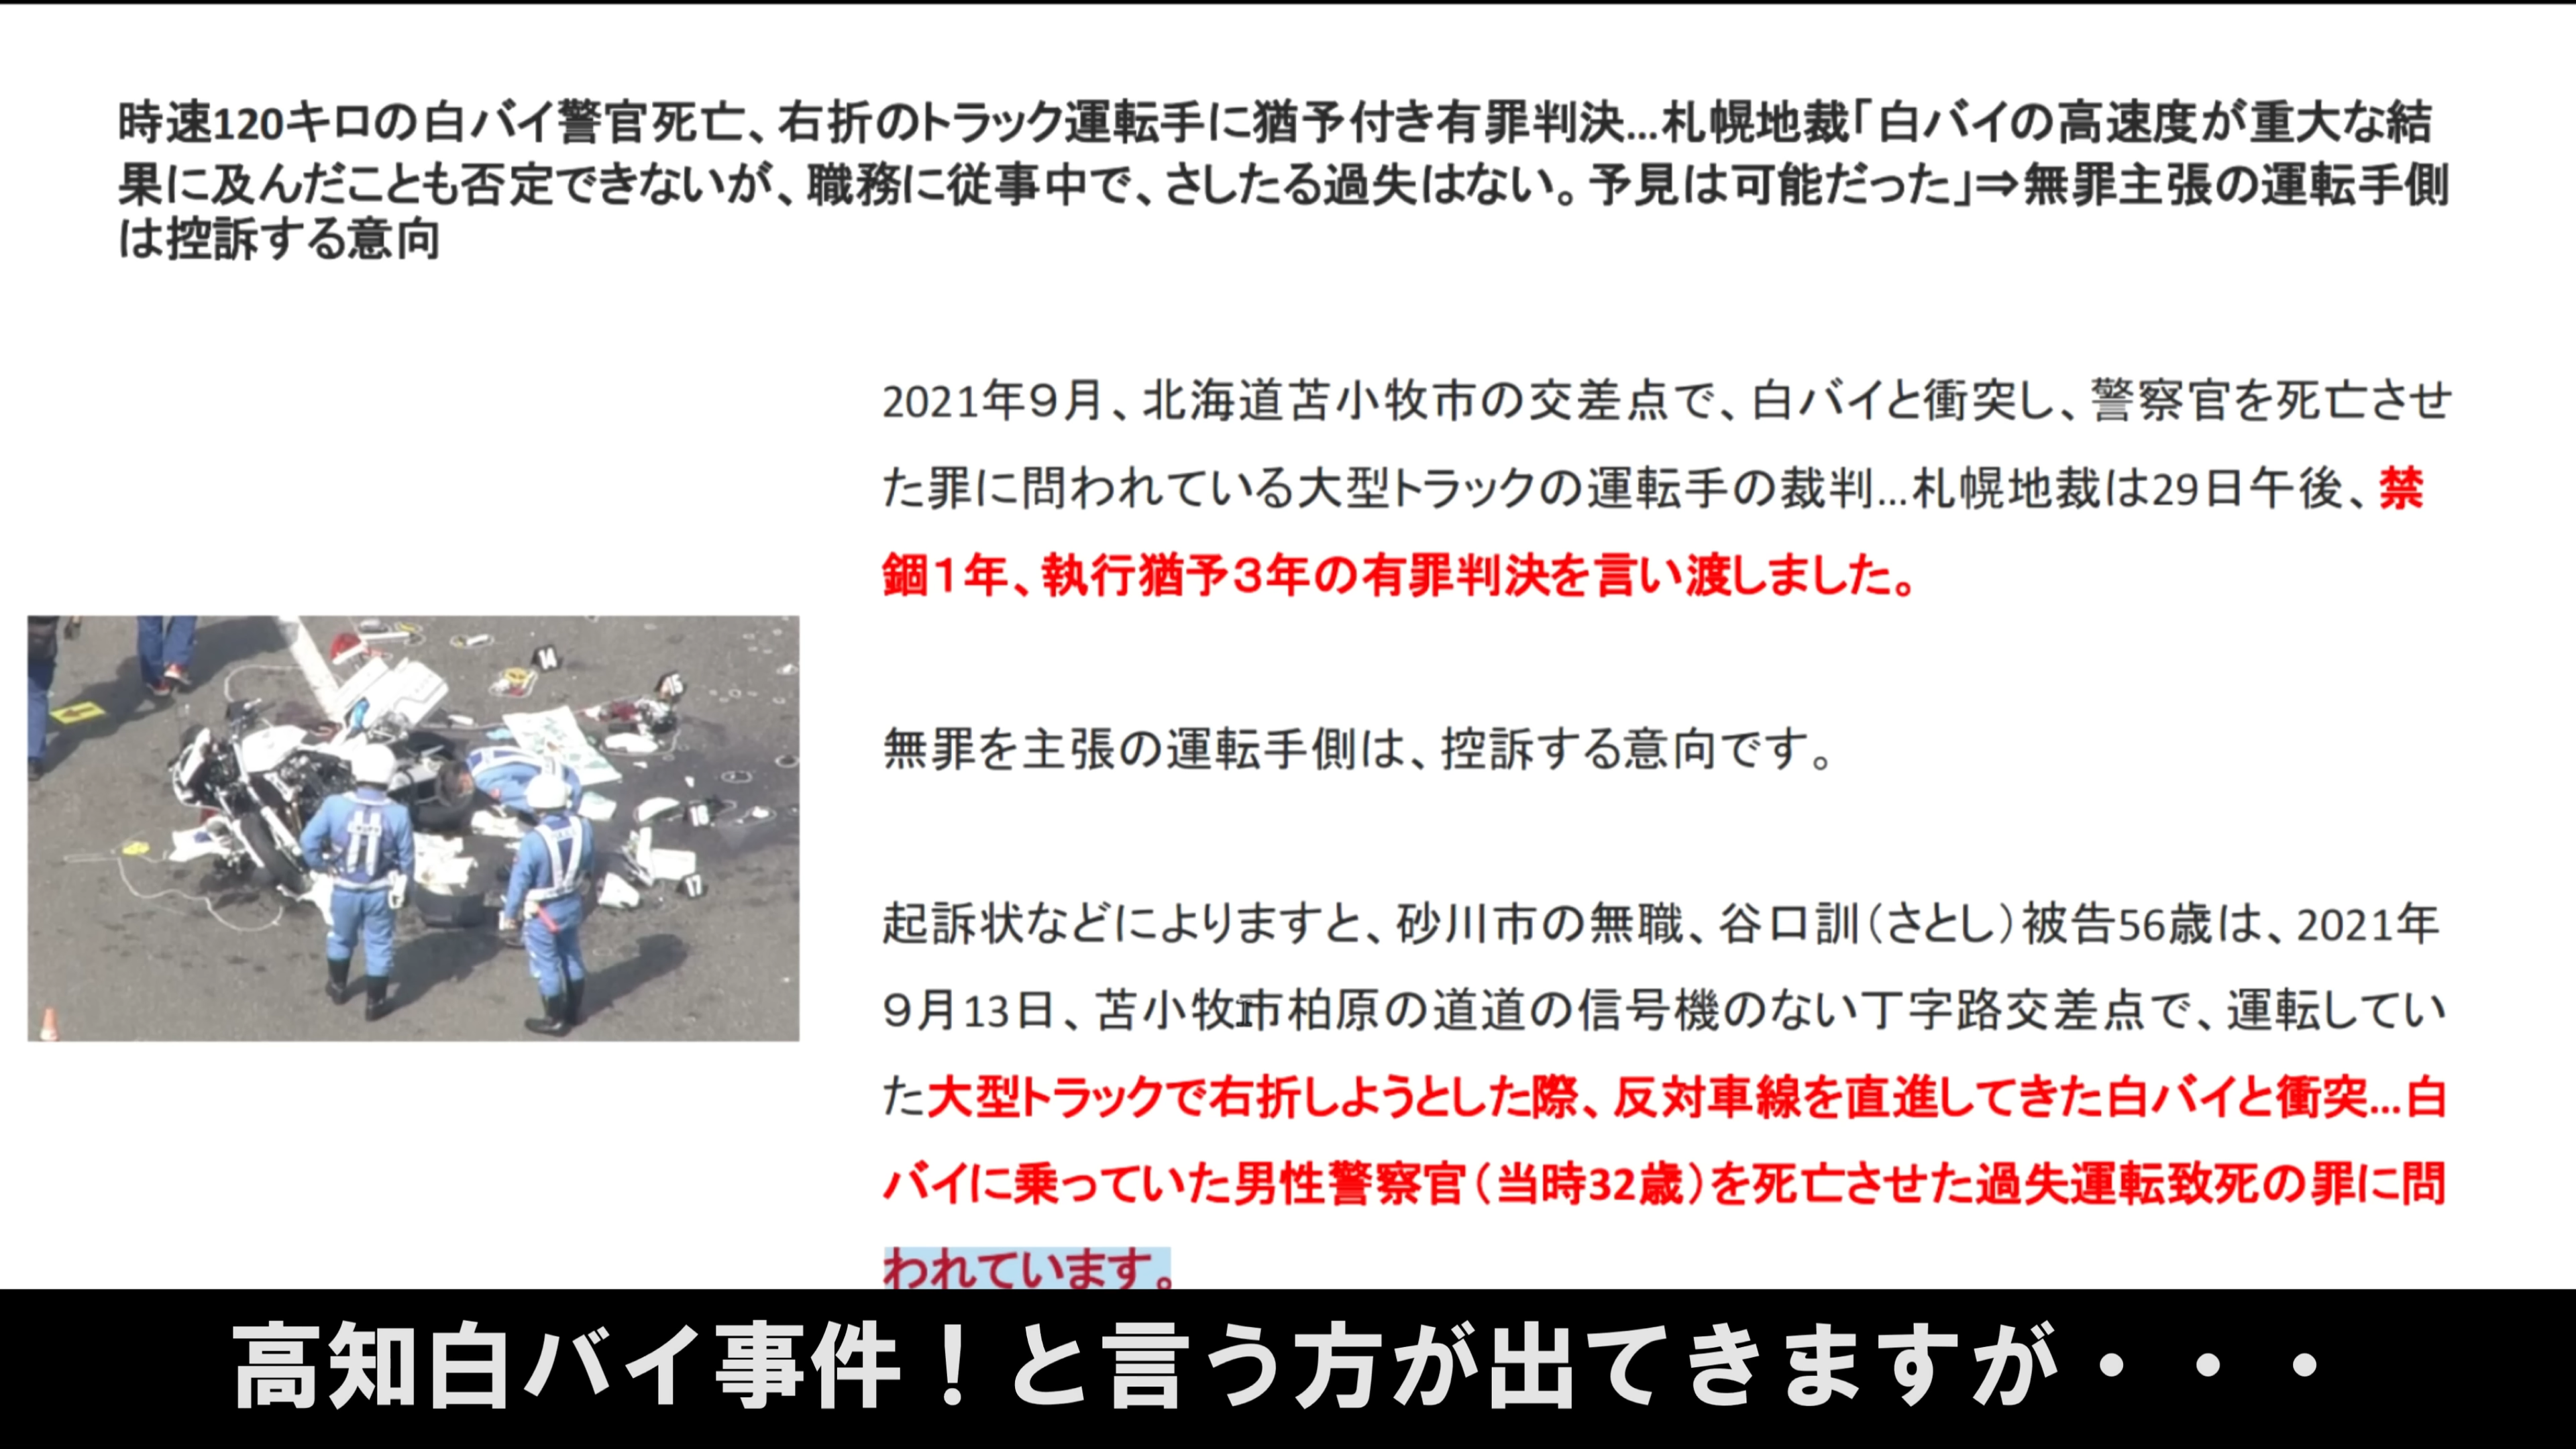 時速120キロの白バイ警官死亡、右折のトラック運転手に猶予付き有罪判決…札幌地裁「白バイの高速度が重大な結
果に及んだことも否定できないが、職務に従事中で、さしたる過失はない。予見は可能だった」⇒無罪主張の運転手側
は控訴する意向
2021年９月、北海道苫小牧市の交差点で、白バイと衝突し、警察官を死亡させ
た罪に問われている大型トラックの運転手の裁判…札幌地裁は29日午後、禁
錮１年、執行猶予３年の有罪判決を言い渡しました。
無罪を主張の運転手側は、控訴する意向です。
14
15
16
17
起訴状などによりますと、砂川市の無職、谷口訓（さとし）被告56歳は、2021年
９月13日、苫小牧市柏原の道道の信号機のない丁字路交差点で、運転してい
た大型トラックで右折しようとした際、反対車線を直進してきた白バイと衝突…白
バイに乗っていた男性警察官（当時32歳）を死亡させた過失運転致死の罪に問
われています。
高知白バイ事件！と言う方が出てきますが・・・